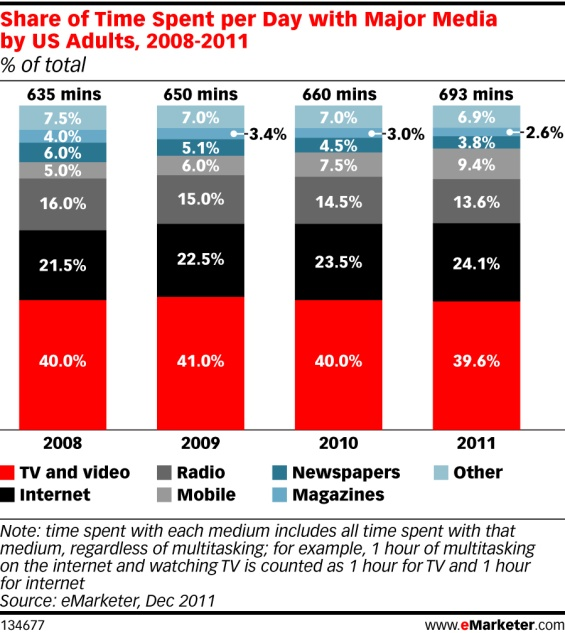 Share of Time Spent per Day with Major Media
by US Adults, 2008-2011
% of total
635 mins 650 mins 660 mins 693 mins
7.5% 7.0% 7.0% 6.9%
4.0% 3.4% 3.0% 2.6%
6.0% 5.1% 4.5% 3.8%
5.0% 6.0% 7.5% 9.4%
16.0% 15.0% 14.5% 13.6%
21.5% 22.5% 23.5% 24.1%
40.0% 41.0% 40.0% 39.6%
2008 2009 2010 2011
TV and video Radio Newspapers Other
Internet Mobile Magazines
Note: time spent with each medium includes all time spent with that
medium, regardless of multitasking; for example, 1 hour of multitasking
on the internet and watching TV is counted as 1 hour for TV and 1 hour
for internet
Source: eMarketer, Dec 2011
134677 www.eMarketer.com